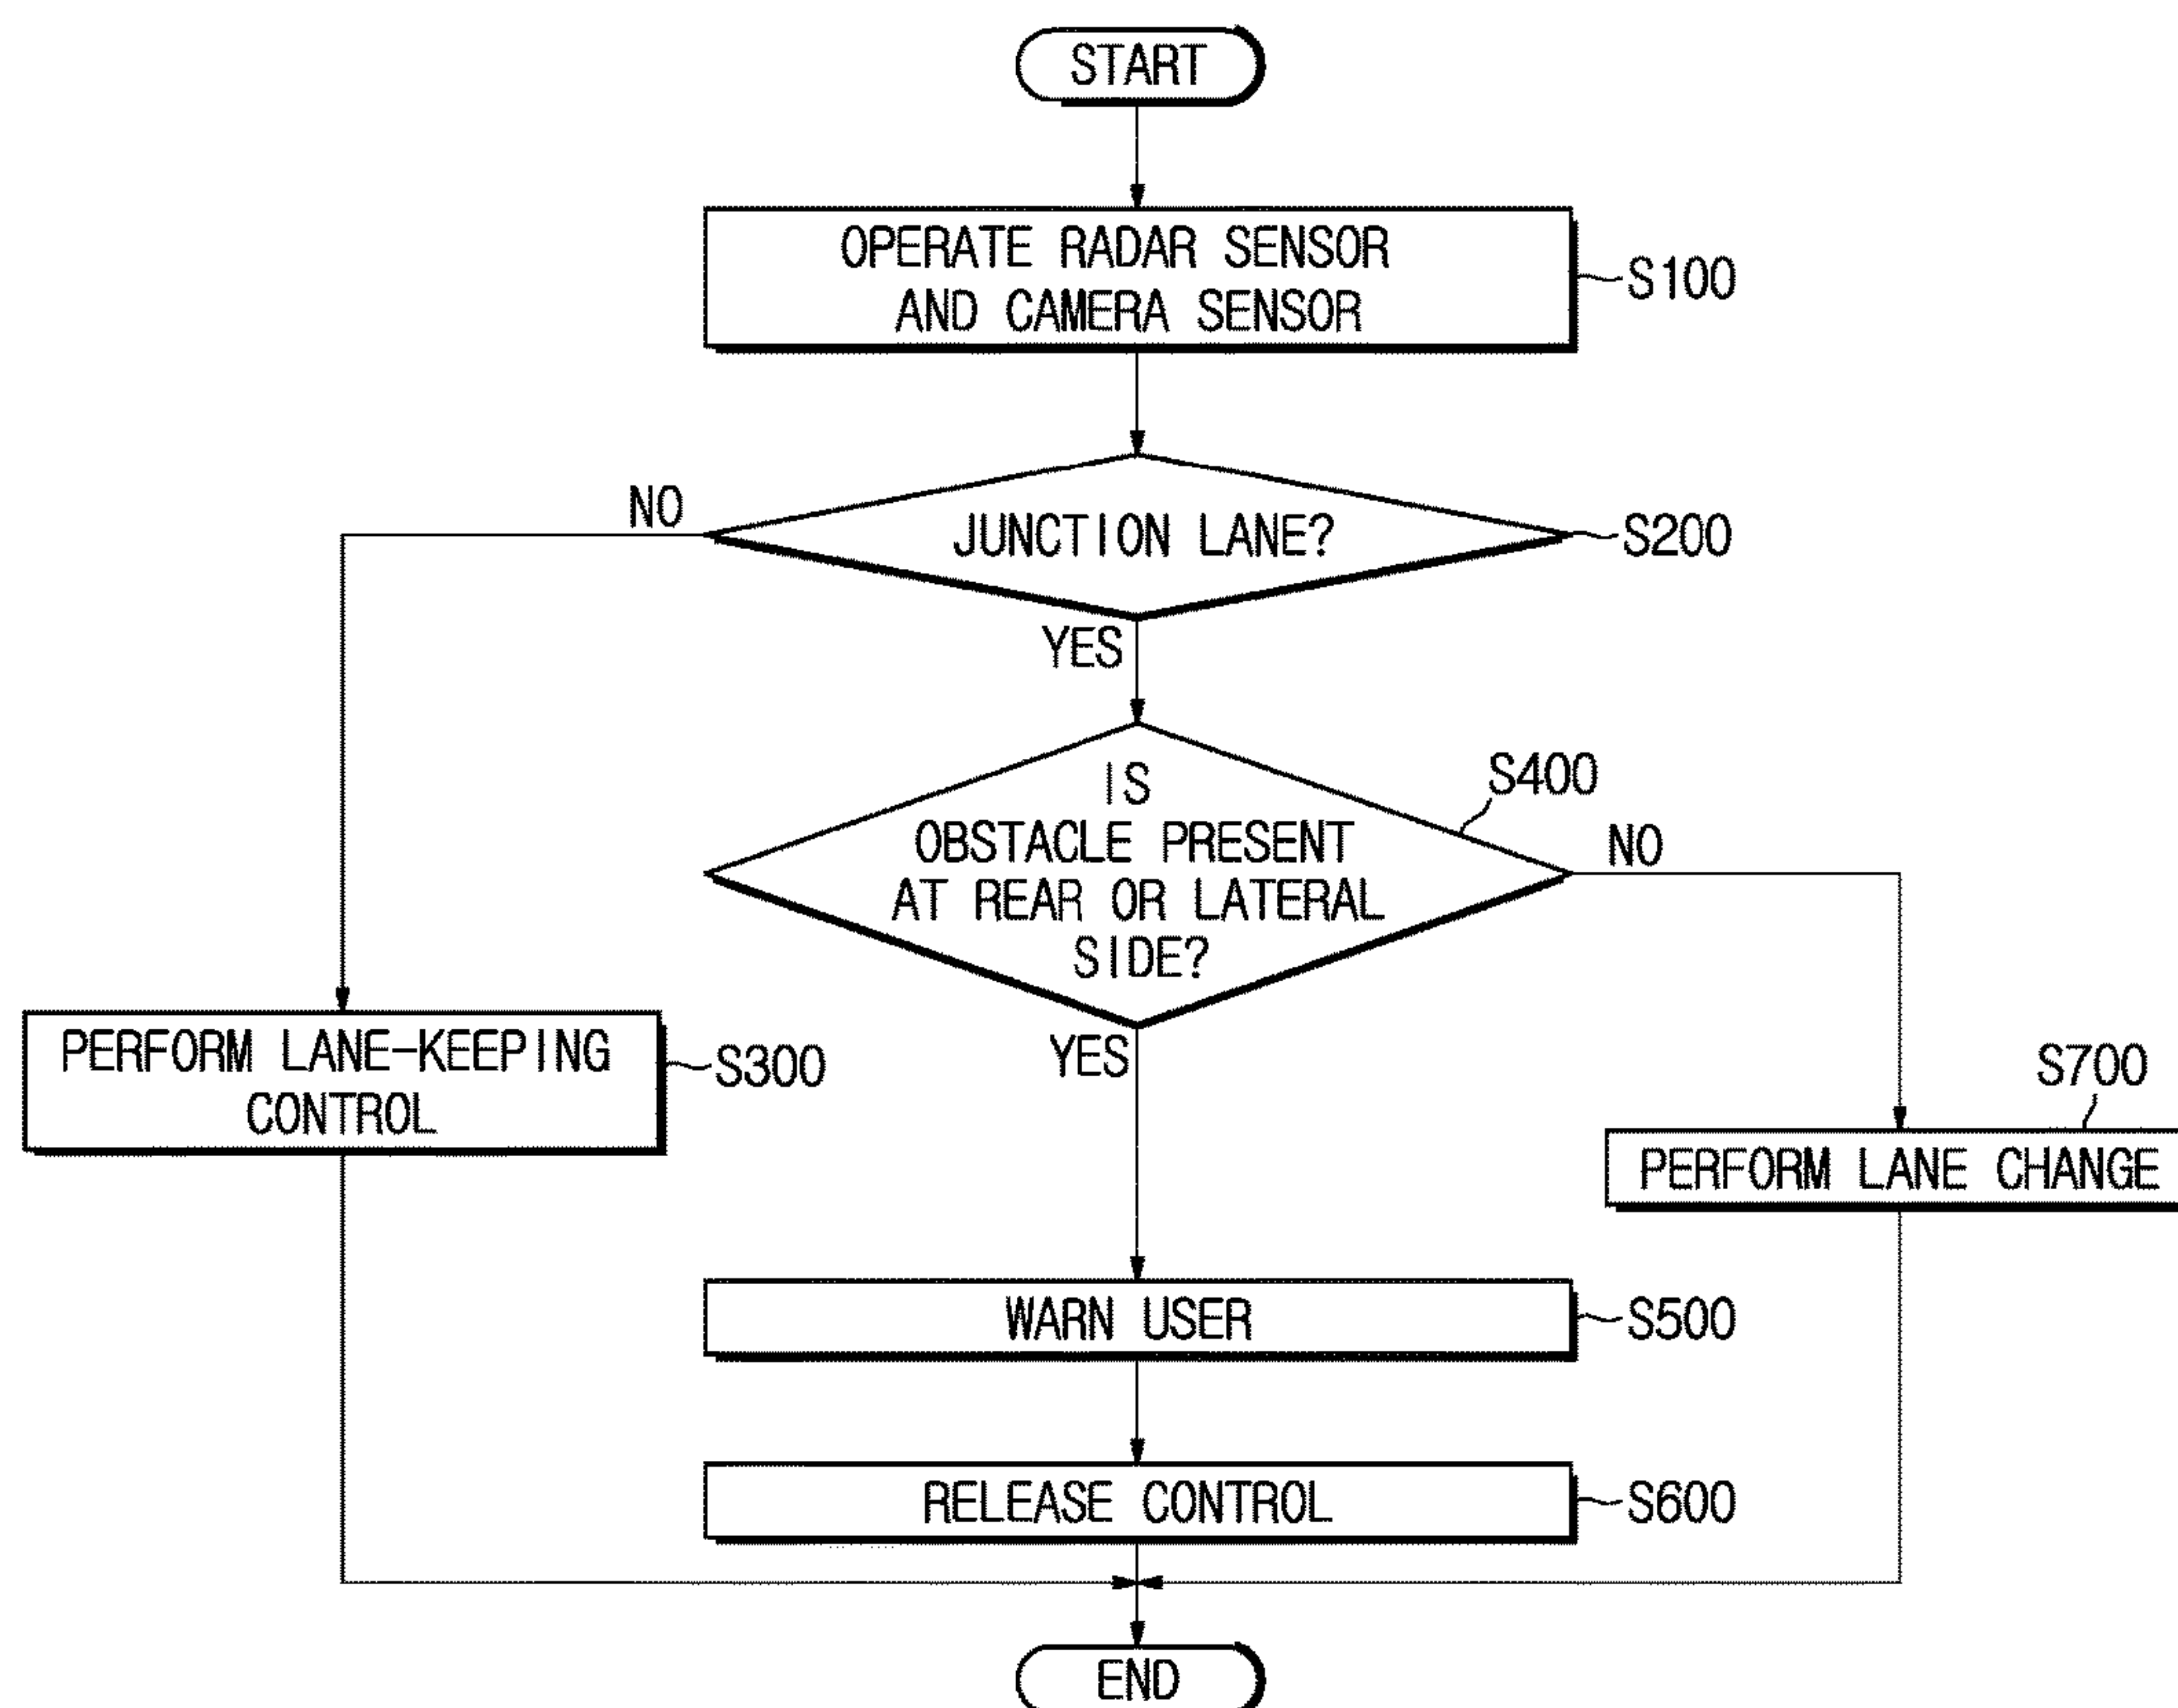 START
OPERATE RADAR SENSOR
AND CAMERA SENSOR
S100
NO
JUNCTION LANE?
S200
YES
IS
OBSTACLE PRESENT
AT REAR OR LATERAL
SIDE?
S400
NO
YES
PERFORM LANE-KEEPING
CONTROL
S300
S700
PERFORM LANE CHANGE
WARN USER
S500
RELEASE CONTROL
S600
END